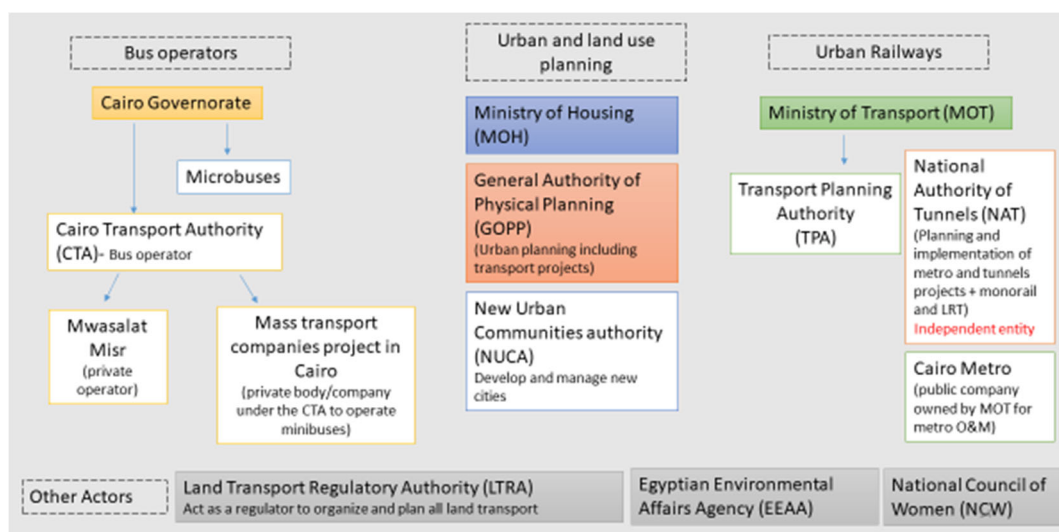 Bus operators
Cairo Governorate
Microbuses
Cairo Transport Authority
(CTA)- Bus operator
Mwasalat
Misr
(private
operator)
Mass transport
companies project in
Cairo
(private body/company
under the CTA to operate
minibuses)
Urban and land use
planning
Ministry of Housing
(MOH)
General Authority of
Physical Planning
(GOPP)
(Urban planning including
transport projects)
New Urban
Communities authority
(NUCA)
Develop and manage new
cities
Urban Railways
Ministry of Transport (MOT)
Transport Planning
Authority
(TPA)
National
Authority of
Tunnels (NAT)
(Planning and
implementation of
metro and tunnels
projects + monorail
and LRT)
Independent entity
Cairo Metro
(public company
owned by MOT for
metro O&M)
Other Actors
Land Transport Regulatory Authority (LTRA)
Act as a regulator to organize and plan all land transport
Egyptian Environmental
Affairs Agency (EEAA)
National Council of
Women (NCW)